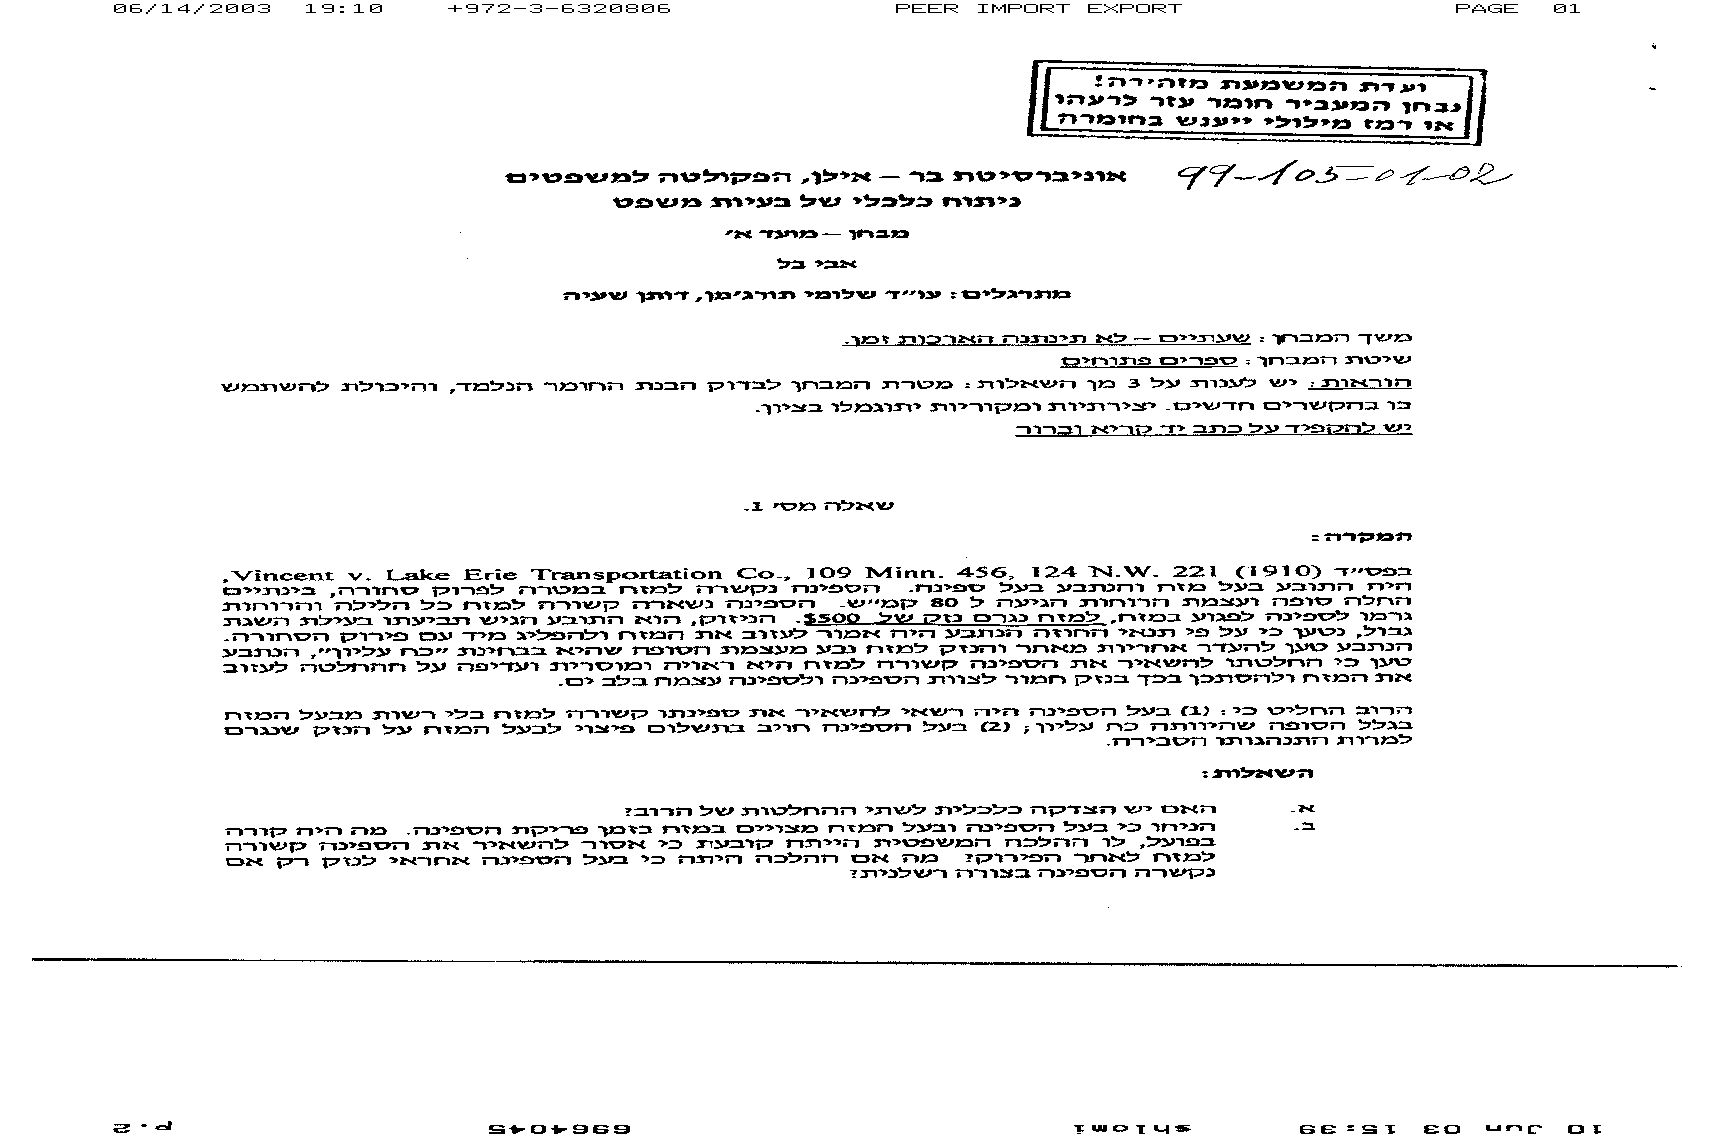 06/14/2003 19:10 +972-3-6320806 PEER IMPORT EXPORT PAGE 01
ועדת המשמעת מזהירה!
נבחן המעביר חומר עזר לרעהו
או רמז מילולי ייענש בחומרה
99-105-01-02
אוניברסיטת בר – אילן, הפקולטה למשפטים
ניתוח כלכלי של בעיות משפט
מבחן – מועד א'
אבי בל
מתרגלים: עו"ד שלומי תורג'מן, דותן שעיה
משך המבחן: שעתיים – לא תינתנה הארכות זמן.
שיטת המבחן: ספרים פתוחים
הוראות: יש לענות על 3 מן השאלות: מטרת המבחן לבדוק הבנת החומר הנלמד, והיכולת להשתמש
בו בהקשרים חדשים. יצירתיות ומקוריות יתוגמלו בציון.
יש להקפיד על כתב יד קריא וברור
שאלה מס' 1.
המקרה:
בפס"ד Vincent v. Lake Erie Transportation Co., 109 Minn. 456, 124 N.W. 221 (1910),
היה התובע בעל מזח והנתבע בעל ספינה. הספינה נקשרה למזח במטרה לפרוק סחורה, בינתיים
החלה סופה ועצמת הרוחות הגיעה ל 80 קמ"ש. הספינה נשארה קשורה למזח כל הלילה והרוחות
גרמו לספינה לפגוע במזח, למזח נגרם נזק של 500$. הניזוק, הוא התובע הגיש תביעתו בעילת השגת
גבול, נטען כי על פי תנאי החוזה הנתבע היה אמור לעזוב את המזח ולהפליג מיד עם פירוק הסחורה.
הנתבע טען להעדר אחריות מאחר והנזק למזח נבע מעצמת הסופה שהיא בבחינת "כח עליון", הנתבע
טען כי החלטתו להשאיר את הספינה קשורה למזח היא ראויה ומוסרית ועדיפה על ההחלטה לעזוב
את המזח ולהסתכן בכך בנזק חמור לצוות הספינה ולספינה עצמה בלב ים.
הרוב החליט כי: (1) בעל הספינה היה רשאי להשאיר את ספינתו קשורה למזח בלי רשות מבעל המזח
בגלל הסופה שהיוותה כח עליון; (2) בעל הספינה חויב בתשלום פיצוי לבעל המזח על הנזק שנגרם
למרות התנהגותו הסבירה.
השאלות:
א. האם יש הצדקה כלכלית לשתי ההחלטות של הרוב?
ב. הניחו כי בעל הספינה ובעל המזח מצויים במזח בזמן פריקת הספינה. מה היה קורה
בפועל, לו ההלכה המשפטית הייתה קובעת כי אסור להשאיר את הספינה קשורה
למזח לאחר הפירוק? מה אם ההלכה היתה כי בעל הספינה אחראי לנזק רק אם
נקשרה הספינה בצורה רשלנית?
10 Jun 03 15:39 shlomi 6964045 p.2